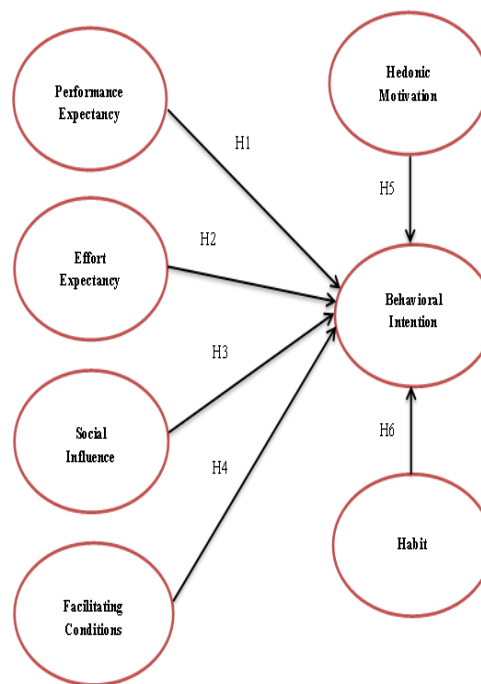 Performance
Expectancy
Hedonic
Motivation
H1
H5
H2
Effort
Expectancy
Behavioral
Intention
H3
Social
Influence
H4
H6
Habit
Facilitating
Conditions